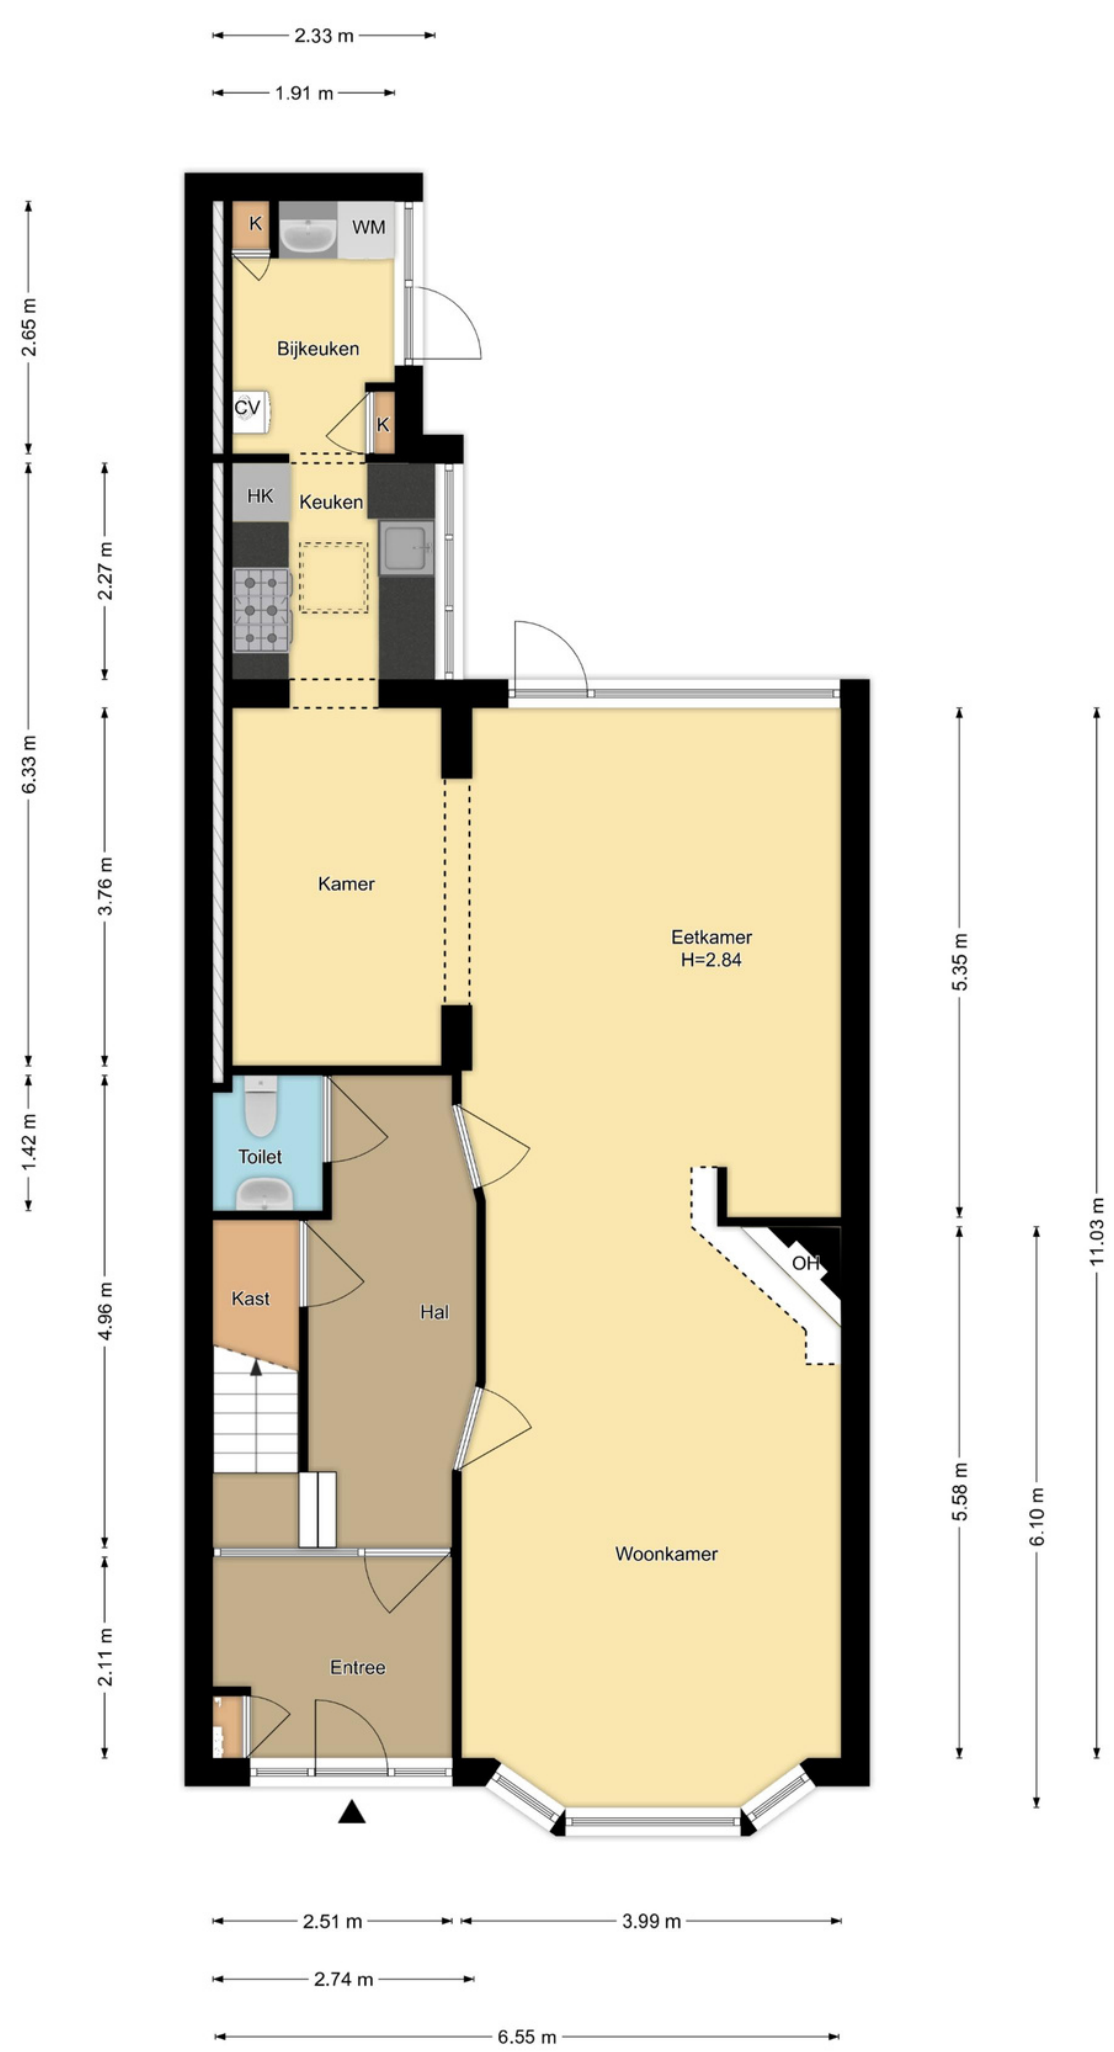 2.33 m
1.91 m
K
WM
2.65 m
Bijkeuken
CV
K
HK
Keuken
2.27 m
6.33 m
3.76 m
Kamer
Eetkamer
H=2.84
5.35 m
1.42 m
Toilet
11.03 m
OH
Kast
Hal
4.96 m
5.58 m
6.10 m
Woonkamer
2.11 m
Entree
2.51 m
3.99 m
2.74 m
6.55 m